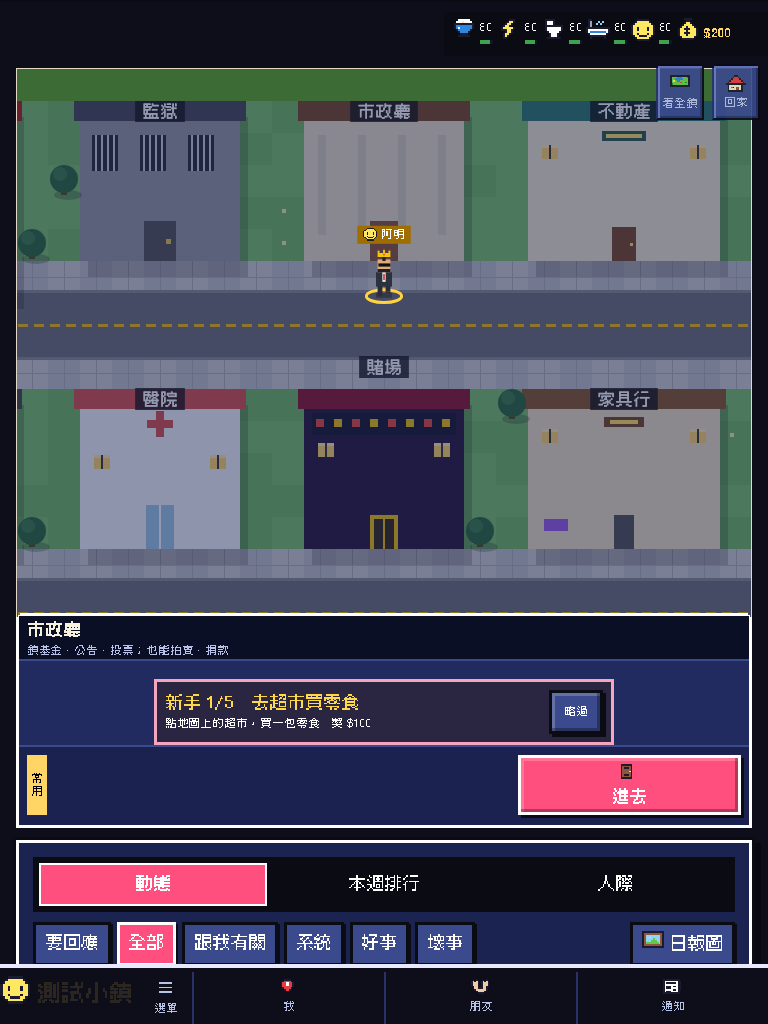 80 80 80 80 80 $200
看全鎮
回家
監獄
市政廳
不動產
阿明
賭場
醫院
家具行
市政廳
鎮基金 · 公告 · 投票；也能拍賣 · 捐款
新手 1/5 去超市買零食
點地圖上的超市，買一包零食 獎 $100
略過
常用
進去
動態
本週排行
人際
要回應
全部
跟我有關
系統
好事
壞事
日報圖
測試小鎮
選單
我
朋友
通知